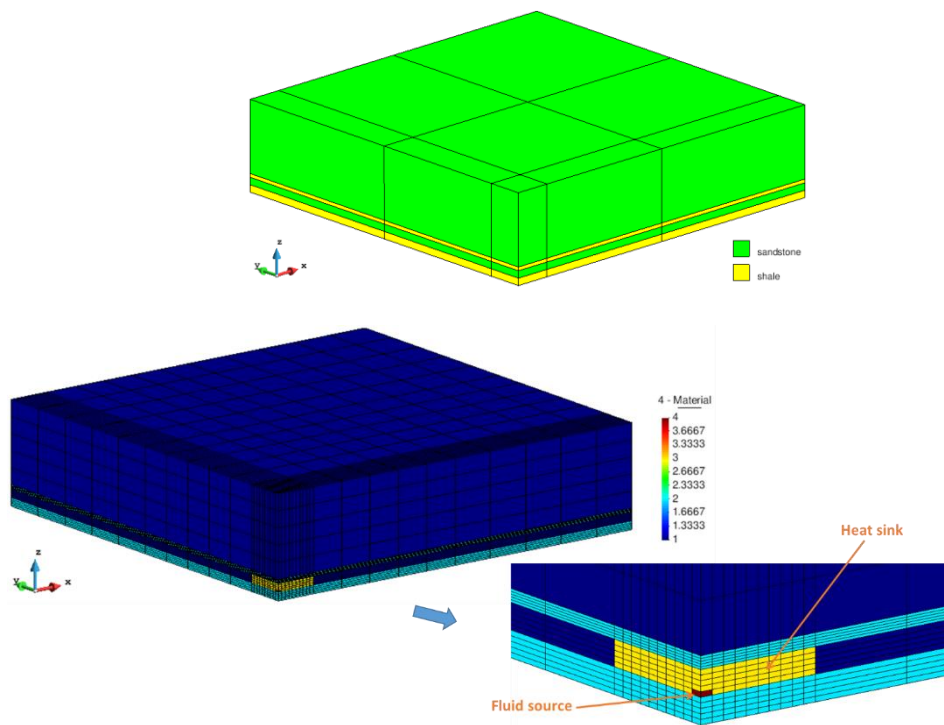 z
y
x
sandstone
shale
4 - Material
4
3.6667
3.3333
3
2.6667
2.3333
2
1.6667
1.3333
1
z
y
x
Heat sink
Fluid source